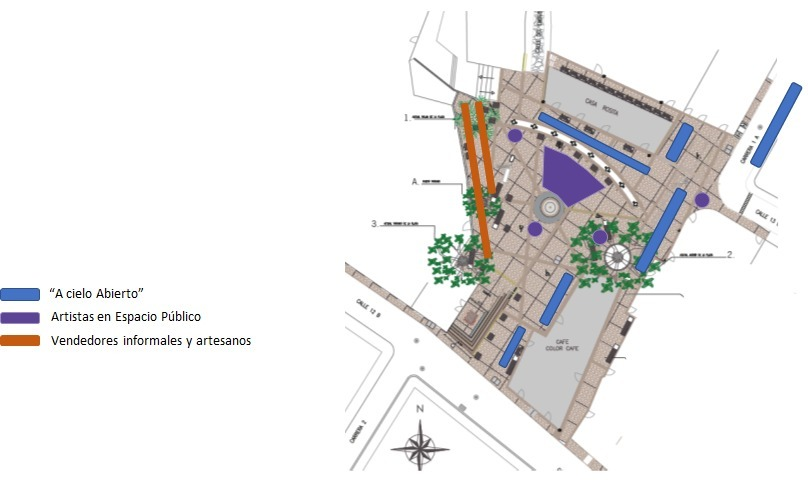 CASA ROSITA
1.
A.
3.
2.
CARRERA 1 A
CALLE 13
"A cielo Abierto"
Artistas en Espacio Público
Vendedores informales y artesanos
CALLE 12 B
CARRERA 2
CAFE
COLOR CAFE
N